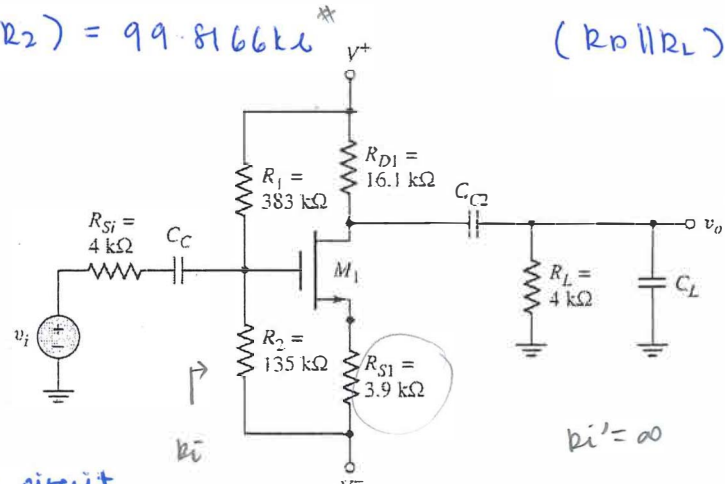 R2) = 99.8166kΩ *
(RD||RL)
V+
R1 =
383 kΩ
RD1 =
16.1 kΩ
CC2
RSi =
4 kΩ
CC
vo
M1
RL =
4 kΩ
CL
vi
R2 =
135 kΩ
RS1 =
3.9 kΩ
Ri
Ri' = ∞
circuit
V−